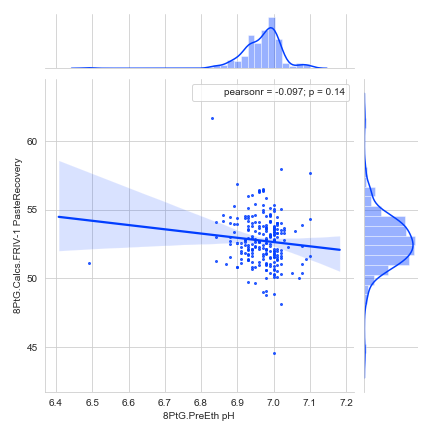 pearsonr = -0.097; p = 0.14
8PtG.Calcs.FRIV-1 PasteRecovery
60
55
50
45
6.4 6.5 6.6 6.7 6.8 6.9 7.0 7.1 7.2
8PtG.PreEth pH